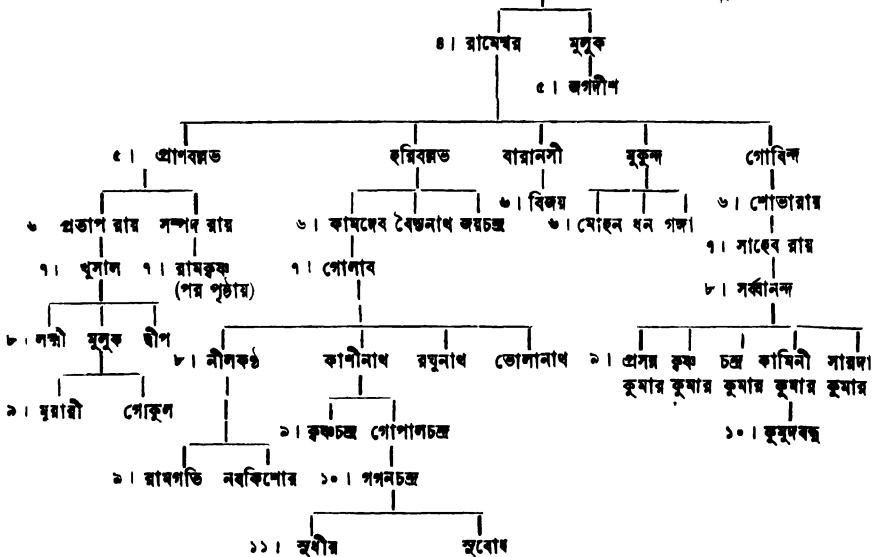 ৪। রামেশ্বর মুলুক
৫। জগদীশ
৫। প্রাণবল্লভ হরিবল্লভ বারানসী মুকুন্দ গোবিন্দ
৬ প্রতাপ রায় সম্পদ রায় ৬। কামদেব বৈদ্যনাথ জয়চন্দ্র ৬। বিজয় ৬। মোহন ধন গঙ্গা ৬। শোভারায়
৭। খুসাল ৭। রামকৃষ্ণ ৭। গোলাব ৭। সাহেব রায়
(পর পৃষ্ঠায়) ৮। সর্ব্বানন্দ
৮। লক্ষ্মী মুলুক দ্বীপ ৮। নীলকণ্ঠ কাশীনাথ রঘুনাথ ভোলানাথ ৯। প্রসন্ন কৃষ্ণ চন্দ্র কামিনী সারদা
কুমার কুমার কুমার কুমার কুমার
৯। মুরারী গোকুল ৯। কৃষ্ণচন্দ্র গোপালচন্দ্র ১০। কুমুদবন্ধু
৯। রামগতি নবকিশোর ১০। গগনচন্দ্র
১১। সুধীর সুবোধ